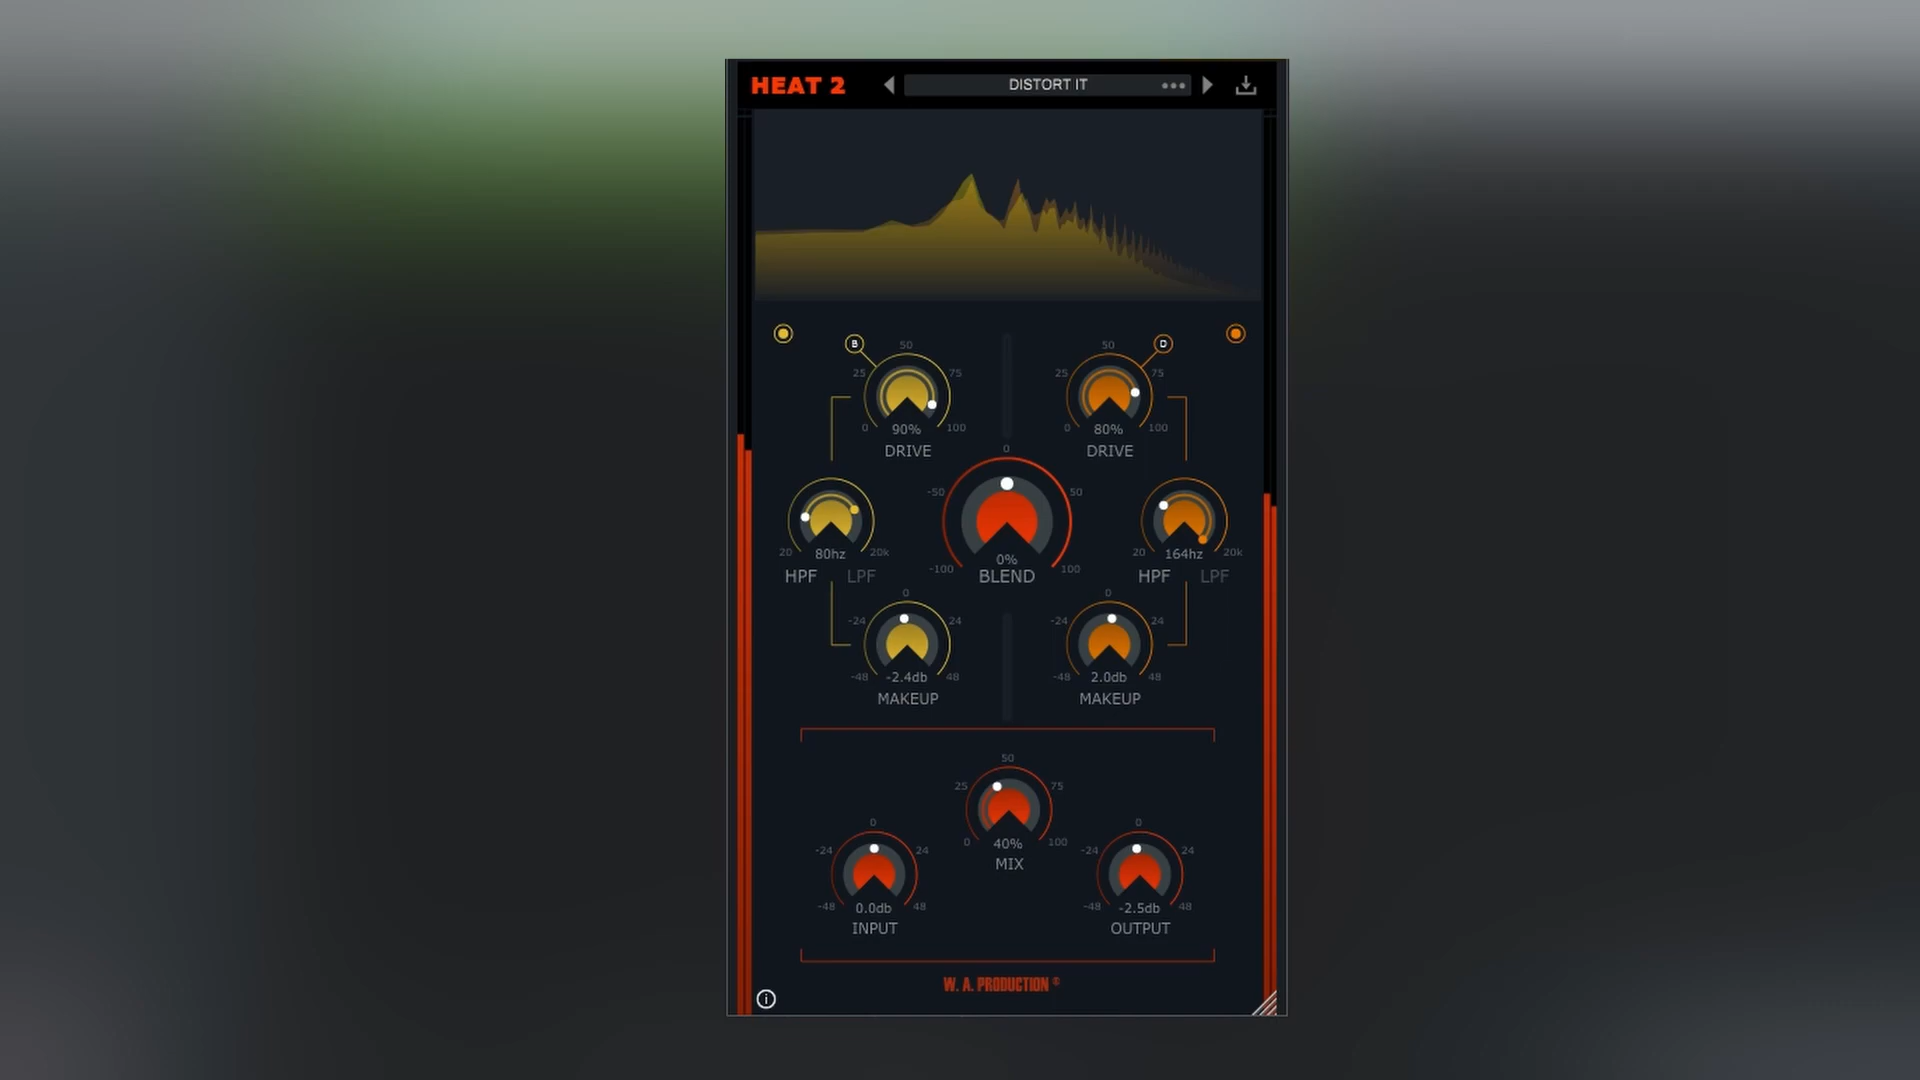 HEAT 2
DISTORT IT
B
D
50
50
25
75
25
75
0
90%
100
0
80%
100
DRIVE
DRIVE
0
-50
50
20
80hz
20k
20
164hz
20k
0%
-100
100
HPF
LPF
BLEND
HPF
LPF
0
0
-24
24
-24
24
-48
-2.4db
48
-48
2.0db
48
MAKEUP
MAKEUP
50
25
75
0
40%
100
MIX
0
0
-24
24
-24
24
-48
0.0db
48
-48
-2.5db
48
INPUT
OUTPUT
W. A. PRODUCTION ®
i